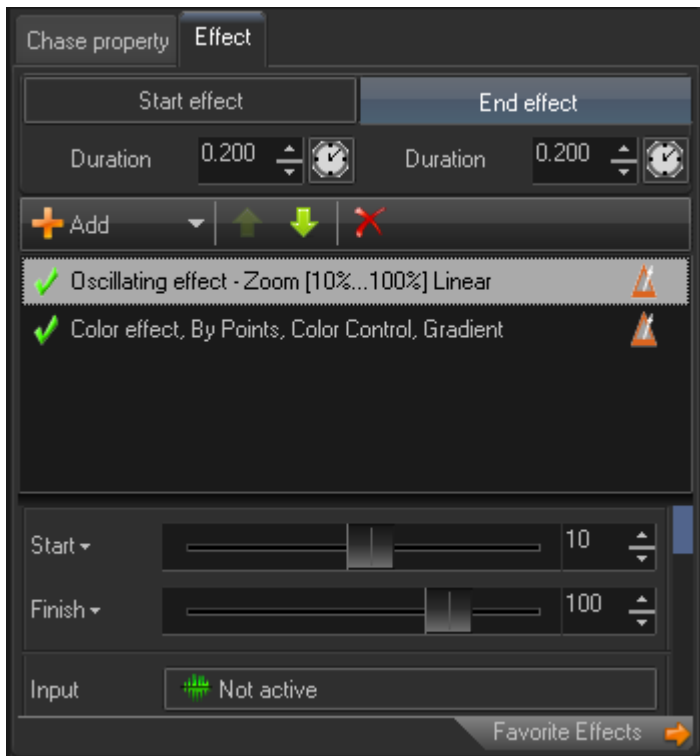 Chase property Effect
Start effect End effect
Duration 0.200 Duration 0.200
Add
Oscillating effect - Zoom [10%...100%] Linear
Color effect, By Points, Color Control, Gradient
Start 10
Finish 100
Input Not active
Favorite Effects